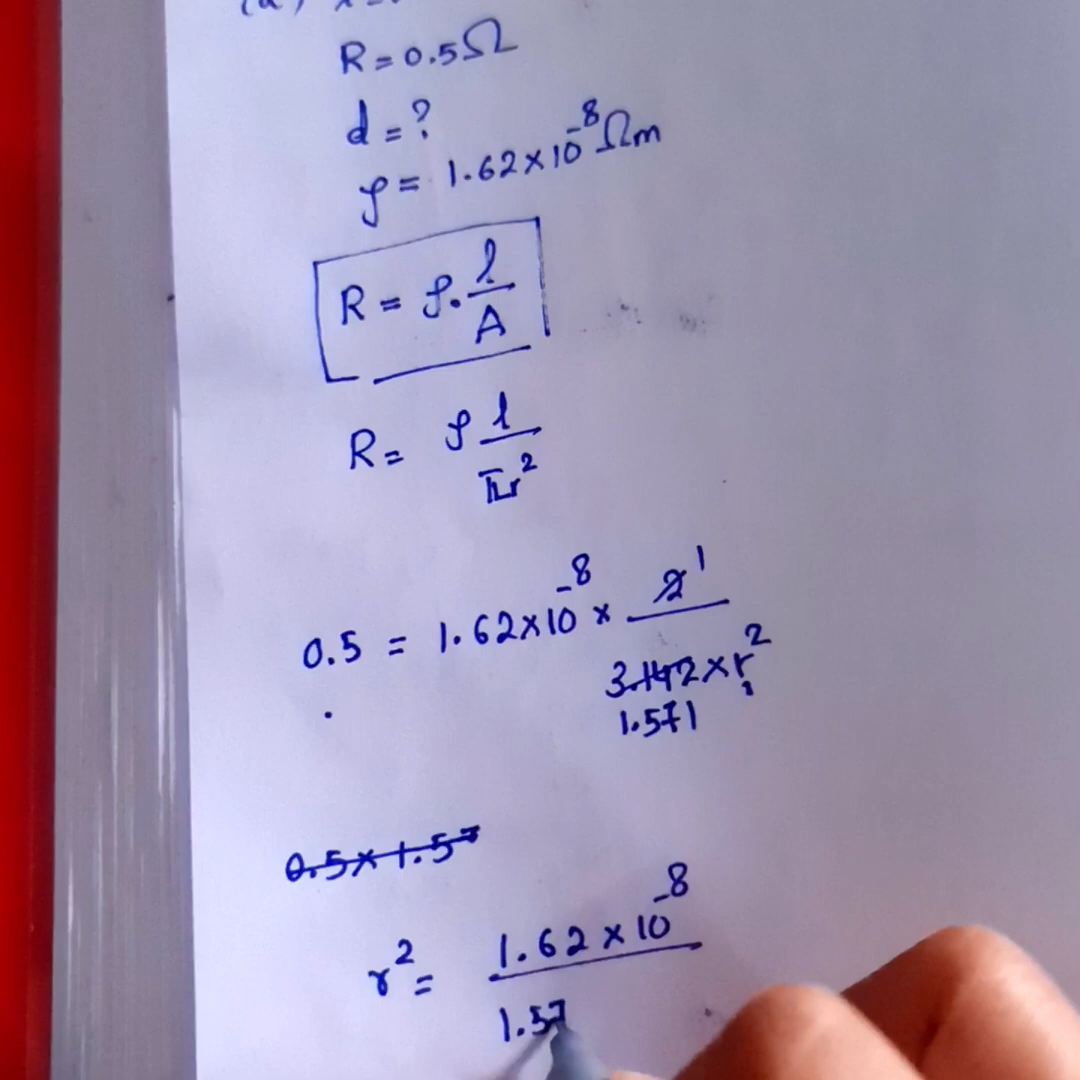 R = 0.5Ω
d = ?
ρ = 1.62×10⁻⁸ Ωm
R = ρ. l/A
R = ρ l/πr²
0.5 = 1.62×10⁻⁸ × 2 1
3.142×r²
1.571
0.5×1.57
r² = 1.62×10⁻⁸
1.57